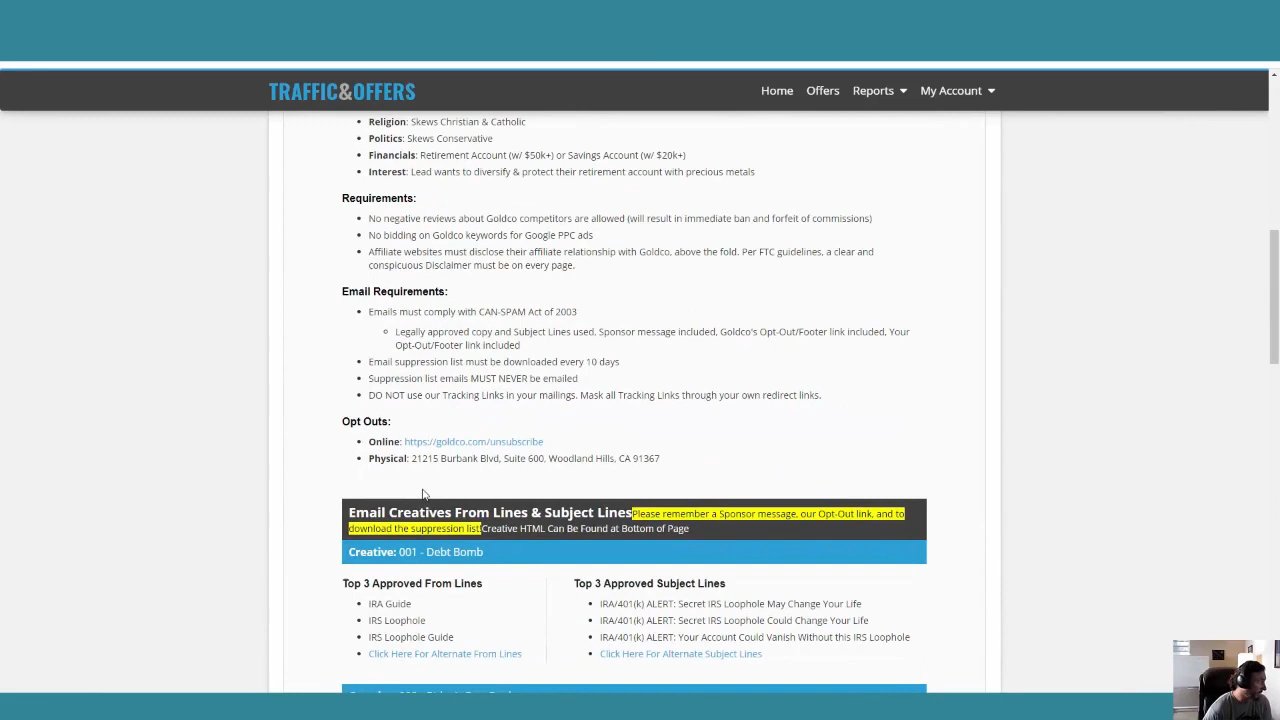 TRAFFIC&OFFERS
Home Offers Reports My Account
Religion: Skews Christian & Catholic
Politics: Skews Conservative
Financials: Retirement Account (w/ $50k+) or Savings Account (w/ $20k+)
Interest: Lead wants to diversify & protect their retirement account with precious metals
Requirements:
No negative reviews about Goldco competitors are allowed (will result in immediate ban and forfeit of commissions)
No bidding on Goldco keywords for Google PPC ads
Affiliate websites must disclose their affiliate relationship with Goldco, above the fold. Per FTC guidelines, a clear and
conspicuous Disclaimer must be on every page.
Email Requirements:
Emails must comply with CAN-SPAM Act of 2003
Legally approved copy and Subject Lines used, Sponsor message included, Goldco's Opt-Out/Footer link included, Your
Opt-Out/Footer link included
Email suppression list must be downloaded every 10 days
Suppression list emails MUST NEVER be emailed
DO NOT use our Tracking Links in your mailings. Mask all Tracking Links through your own redirect links.
Opt Outs:
Online: https://goldco.com/unsubscribe
Physical: 21215 Burbank Blvd, Suite 600, Woodland Hills, CA 91367
Email Creatives From Lines & Subject LinesPlease remember a Sponsor message, our Opt-Out link, and to
download the suppression list!Creative HTML Can Be Found at Bottom of Page
Creative: 001 - Debt Bomb
Top 3 Approved From Lines
IRA Guide
IRS Loophole
IRS Loophole Guide
Click Here For Alternate From Lines
Top 3 Approved Subject Lines
IRA/401(k) ALERT: Secret IRS Loophole May Change Your Life
IRA/401(k) ALERT: Secret IRS Loophole Could Change Your Life
IRA/401(k) ALERT: Your Account Could Vanish Without this IRS Loophole
Click Here For Alternate Subject Lines